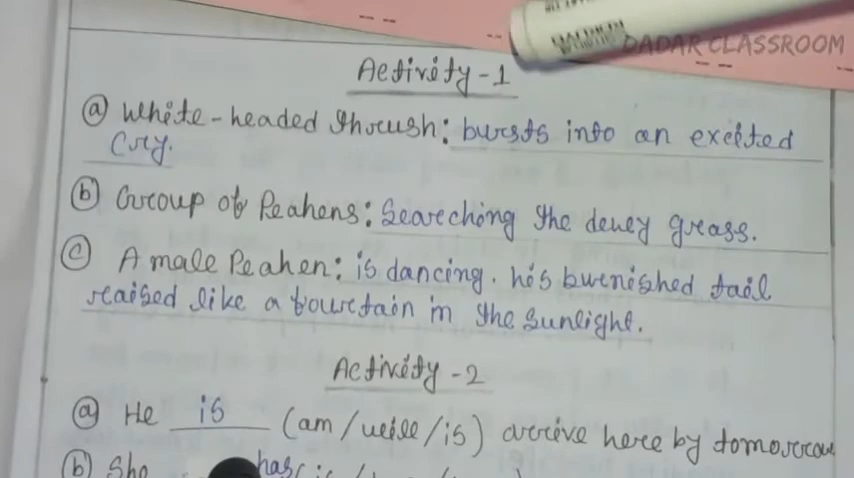 DADAR CLASSROOM
Activity-1
(a) White-headed thrush: bursts into an excited
Cry.
(b) Group of Peahens: Searching the dewy grass.
(c) A male Peahen: is dancing. his burnished tail
raised like a fountain in the sunlight.
Activity-2
(a) He is (am/will/is) arrive here by tomorrow
(b) She has